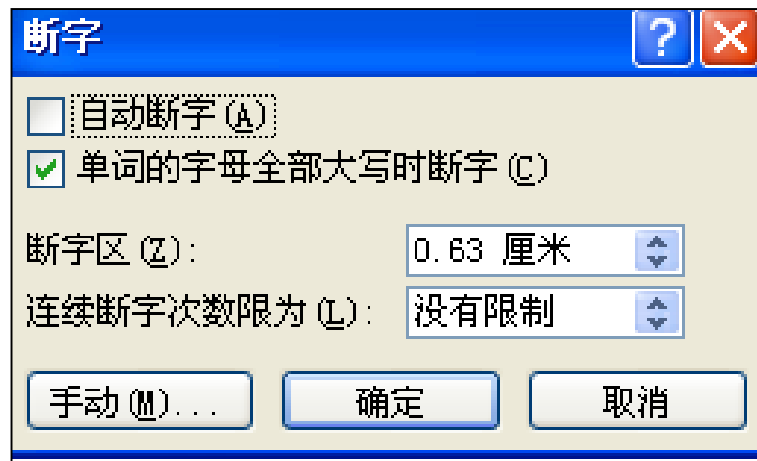 断字
自动断字(A)
单词的字母全部大写时断字(C)
断字区(Z): 0.63 厘米
连续断字次数限为(L): 没有限制
手动(M)... 确定 取消